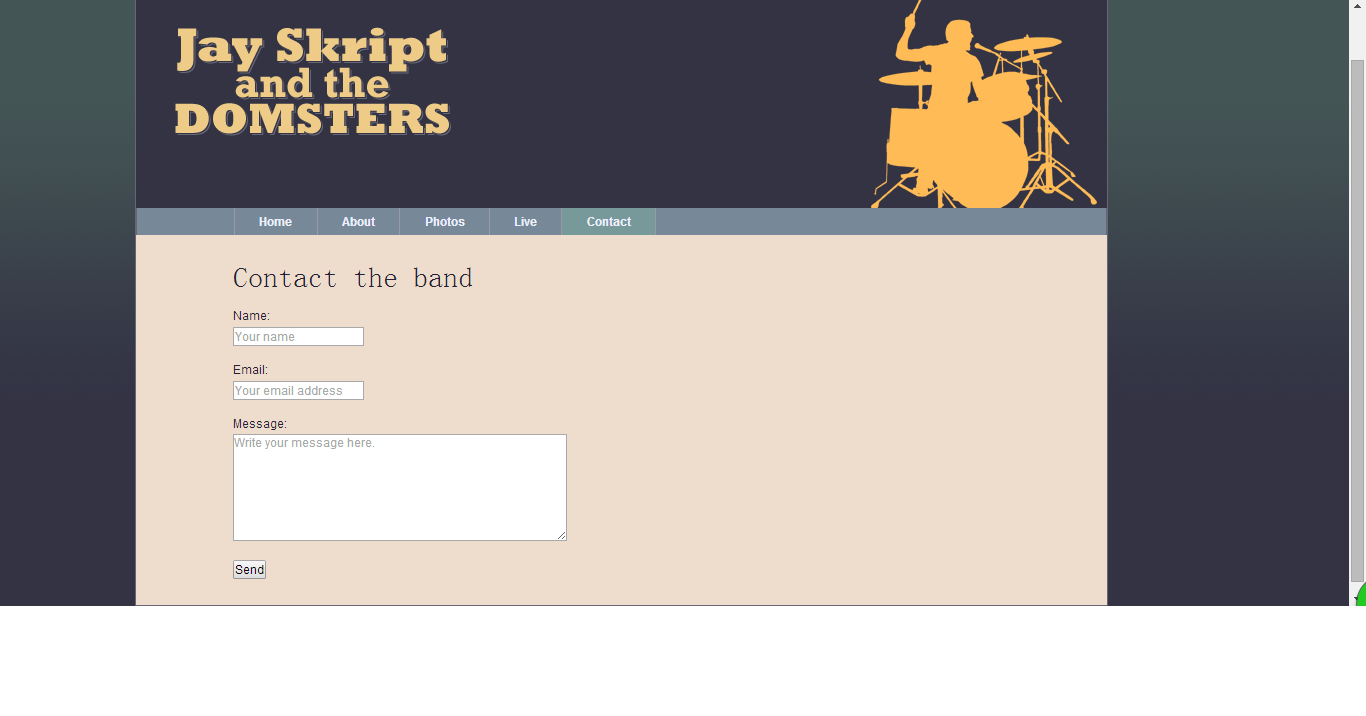 Jay Skript
and the
DOMSTERS
Home About Photos Live Contact
Contact the band
Name:
Your name
Email:
Your email address
Message:
Write your message here.
Send